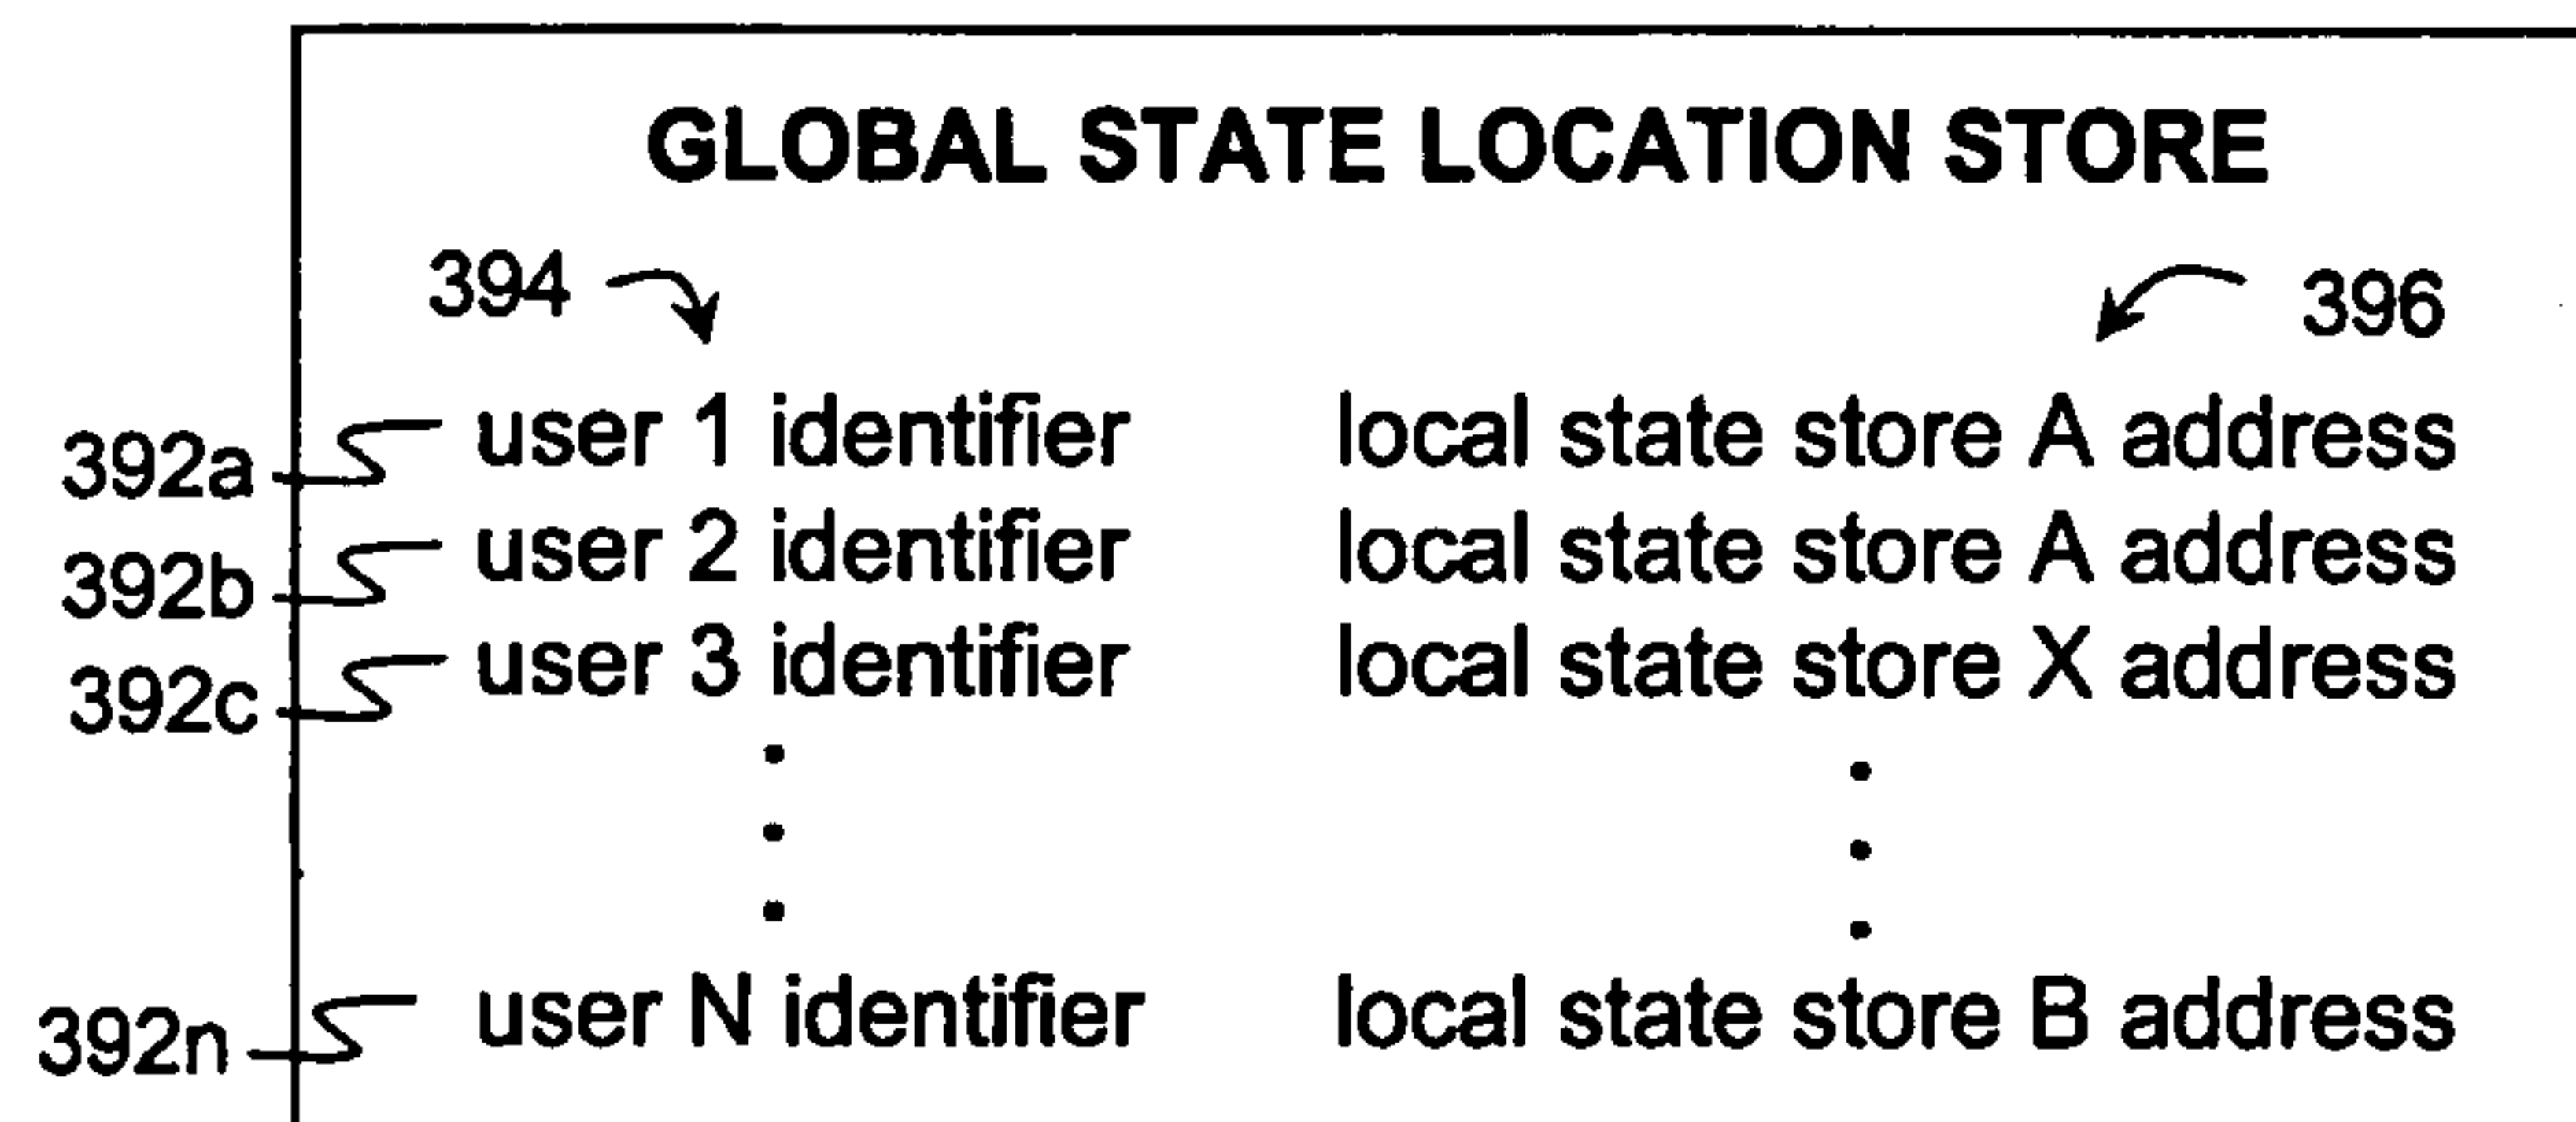 GLOBAL STATE LOCATION STORE
394 396
392a user 1 identifier local state store A address
392b user 2 identifier local state store A address
392c user 3 identifier local state store X address
392n user N identifier local state store B address